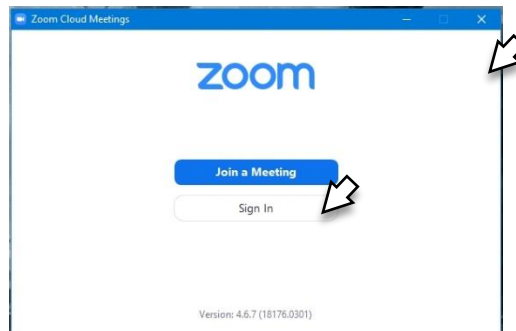 Zoom Cloud Meetings
zoom
Join a Meeting
Sign In
Version: 4.6.7 (18176.0301)